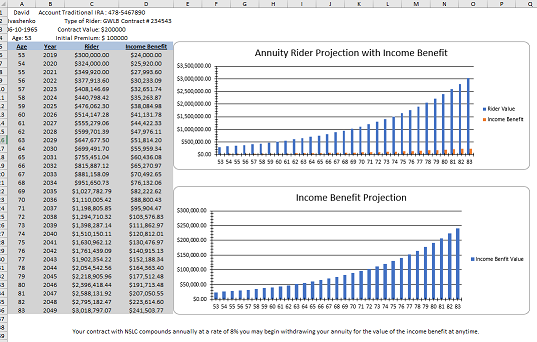 A B C D E F G H I J K L M N O P Q
David Account Traditional IRA: 478-5467890
Ivashenko Type of Rider: GWLB Contract # 234543
06-10-1965 Contract Value: $200000
Age: 53 Initial Premium: $ 100000
Age Year Rider Income Benefit
53 2019 $300,000.00 $24,000.00
54 2020 $324,000.00 $25,920.00
55 2021 $349,920.00 $27,993.60
56 2022 $377,913.60 $30,233.09
57 2023 $408,146.69 $32,651.74
58 2024 $440,798.42 $35,263.87
59 2025 $476,062.30 $38,084.98
60 2026 $514,147.28 $41,131.78
61 2027 $555,279.06 $44,422.33
62 2028 $599,701.39 $47,976.11
63 2029 $647,677.50 $51,814.20
64 2030 $699,491.70 $55,959.34
65 2031 $755,451.04 $60,436.08
66 2032 $815,887.12 $65,270.97
67 2033 $881,158.09 $70,492.65
68 2034 $951,650.73 $76,132.06
69 2035 $1,027,782.79 $82,222.62
70 2036 $1,110,005.42 $88,800.43
71 2037 $1,198,805.85 $95,904.47
72 2038 $1,294,710.32 $103,576.83
73 2039 $1,398,287.14 $111,862.97
74 2040 $1,510,150.11 $120,812.01
75 2041 $1,630,962.12 $130,476.97
76 2042 $1,761,439.09 $140,915.13
77 2043 $1,902,354.22 $152,188.34
78 2044 $2,054,542.56 $164,363.40
79 2045 $2,218,905.96 $177,512.48
80 2046 $2,396,418.44 $191,713.48
81 2047 $2,588,131.92 $207,050.55
82 2048 $2,795,182.47 $223,614.60
83 2049 $3,018,797.07 $241,503.77
Annuity Rider Projection with Income Benefit
$3,500,000.00
$3,000,000.00
$2,500,000.00
$2,000,000.00
$1,500,000.00
$1,000,000.00
$500,000.00
$0.00
53 54 55 56 57 58 59 60 61 62 63 64 65 66 67 68 69 70 71 72 73 74 75 76 77 78 79 80 81 82 83
Rider Value
Income Benefit
Income Benefit Projection
$300,000.00
$250,000.00
$200,000.00
$150,000.00
$100,000.00
$50,000.00
$0.00
53 54 55 56 57 58 59 60 61 62 63 64 65 66 67 68 69 70 71 72 73 74 75 76 77 78 79 80 81 82 83
Income Benfit Value
Your contract with NSLC compounds annually at a rate of 8% you may begin withdrawing your annuity for the value of the income benefit at anytime.